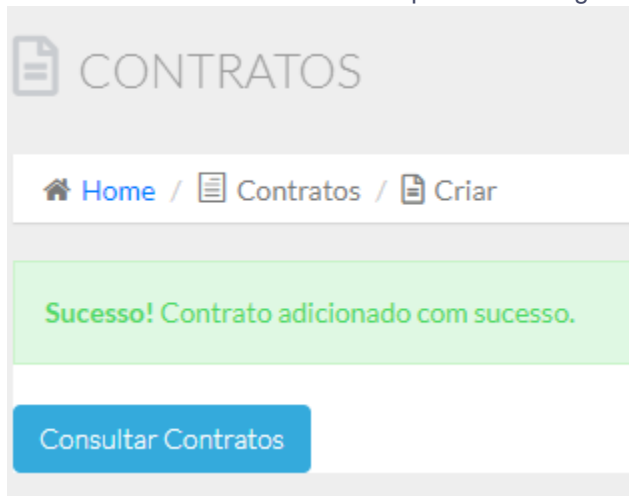 CONTRATOS
Home / Contratos / Criar
Sucesso! Contrato adicionado com sucesso.
Consultar Contratos